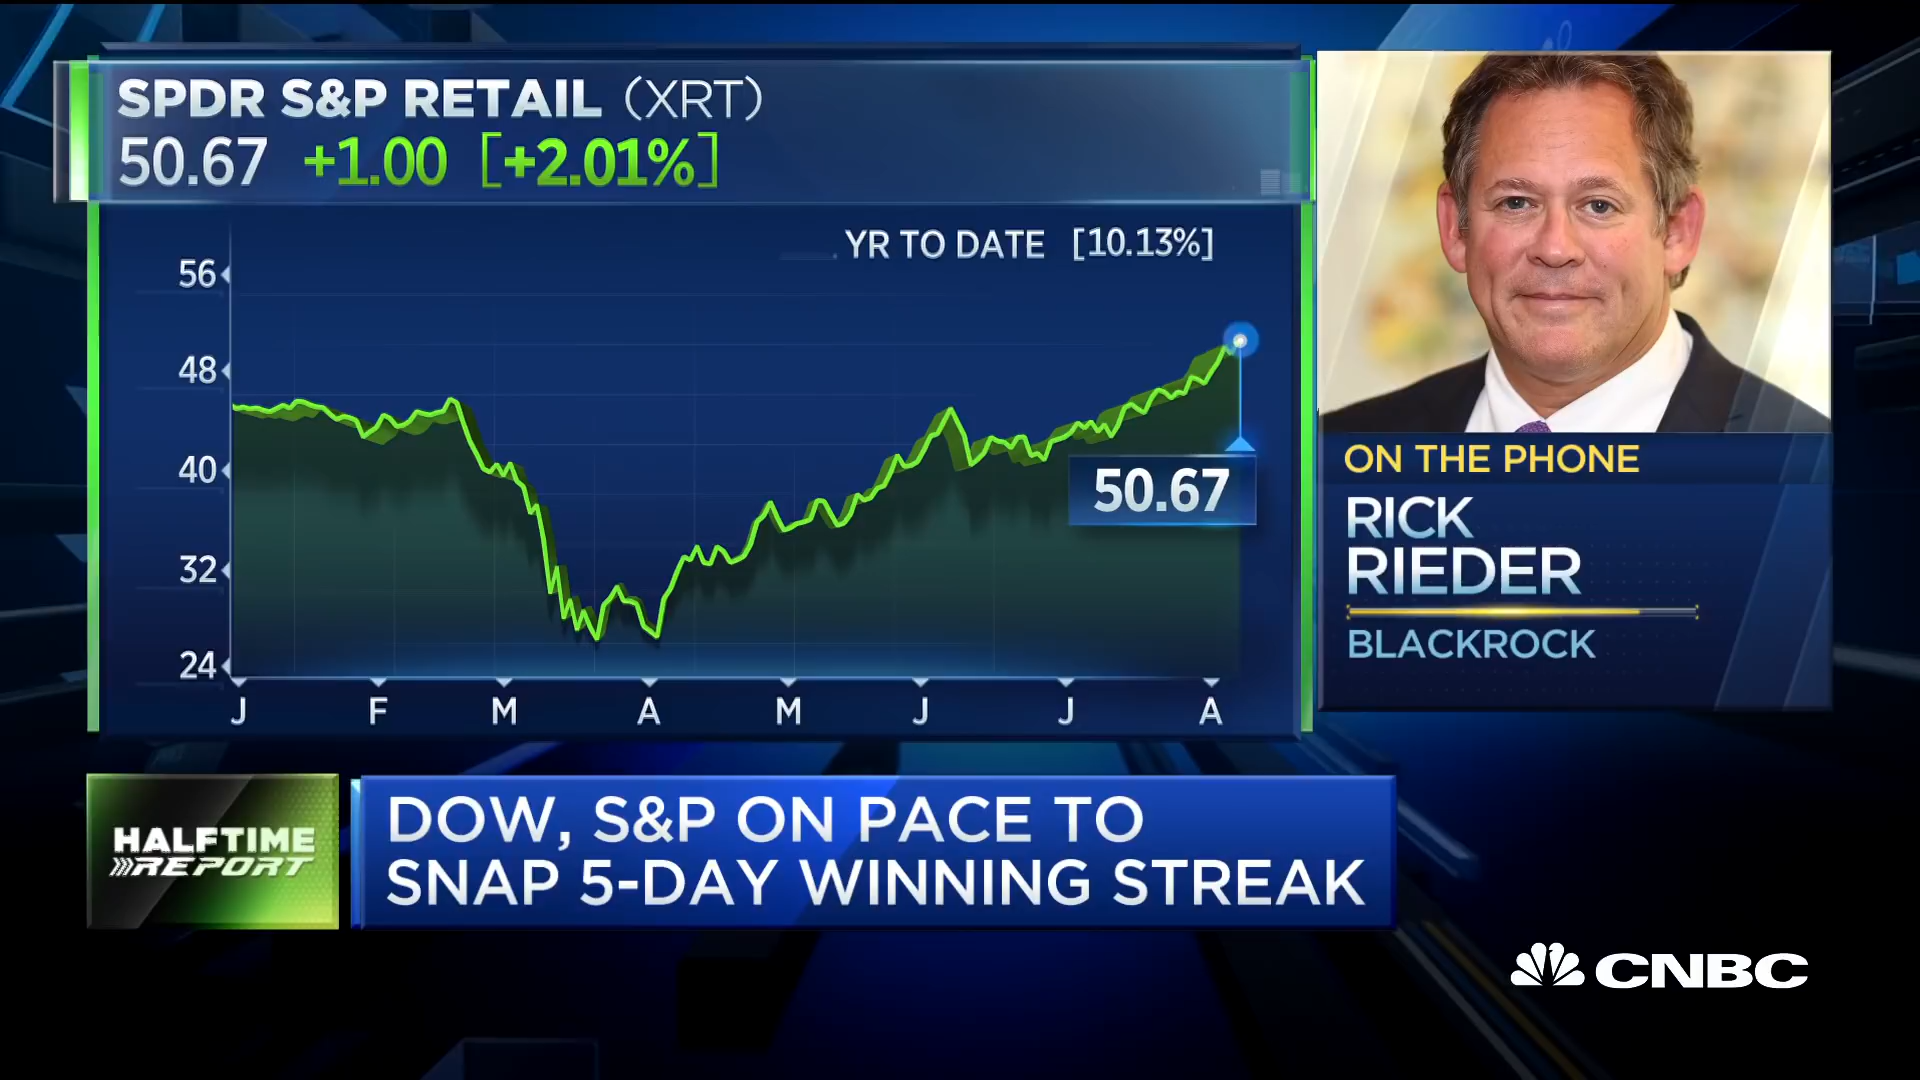 SPDR S&P RETAIL (XRT)
50.67 +1.00 [+2.01%]
YR TO DATE [10.13%]
56
48
40
32
24
50.67
J F M A M J J A
ON THE PHONE
RICK
RIEDER
BLACKROCK
HALFTIME
REPORT
DOW, S&P ON PACE TO
SNAP 5-DAY WINNING STREAK
CNBC